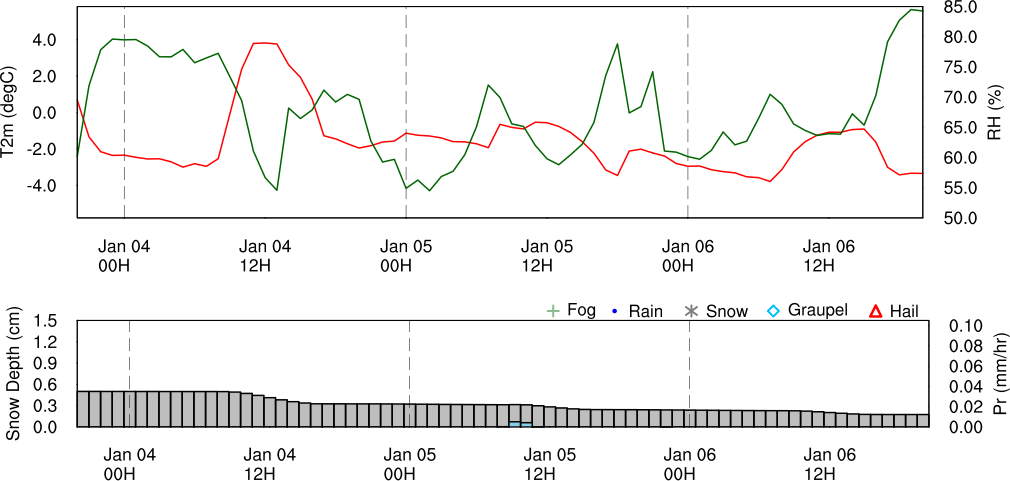 4.0
2.0
0.0
-2.0
-4.0
T2m (degC)
85.0
80.0
75.0
70.0
65.0
60.0
55.0
50.0
RH (%)
Jan 04 Jan 04 Jan 05 Jan 05 Jan 06 Jan 06
00H 12H 00H 12H 00H 12H
Fog Rain Snow Graupel Hail
1.5
1.2
0.9
0.6
0.3
0.0
Snow Depth (cm)
0.10
0.08
0.06
0.04
0.02
0.00
Pr (mm/hr)
Jan 04 Jan 04 Jan 05 Jan 05 Jan 06 Jan 06
00H 12H 00H 12H 00H 12H